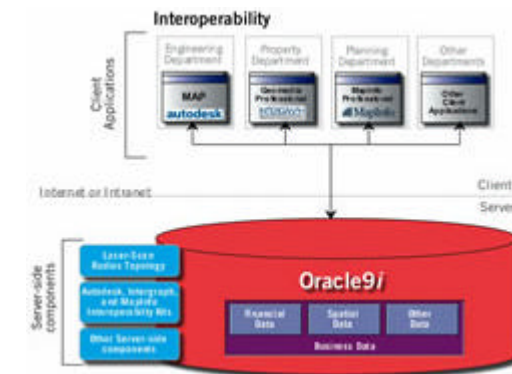 Interoperability
Engineering
Department
Property
Department
Planning
Department
Other
Departments
Client
Applications
MAP
autodesk
Geomedia
Professional
INTERGRAPH
MapInfo
Professional
MapInfo
Other
Client
Applications
Internet or Intranet
Client
Server
Server-side
components
Laser-Scan
Radius Topology
Autodesk, Intergraph,
and MapInfo
Interoperability Kits
Other Server-side
components
Oracle9i
Financial
Data
Spatial
Data
Other
Data
Business Data